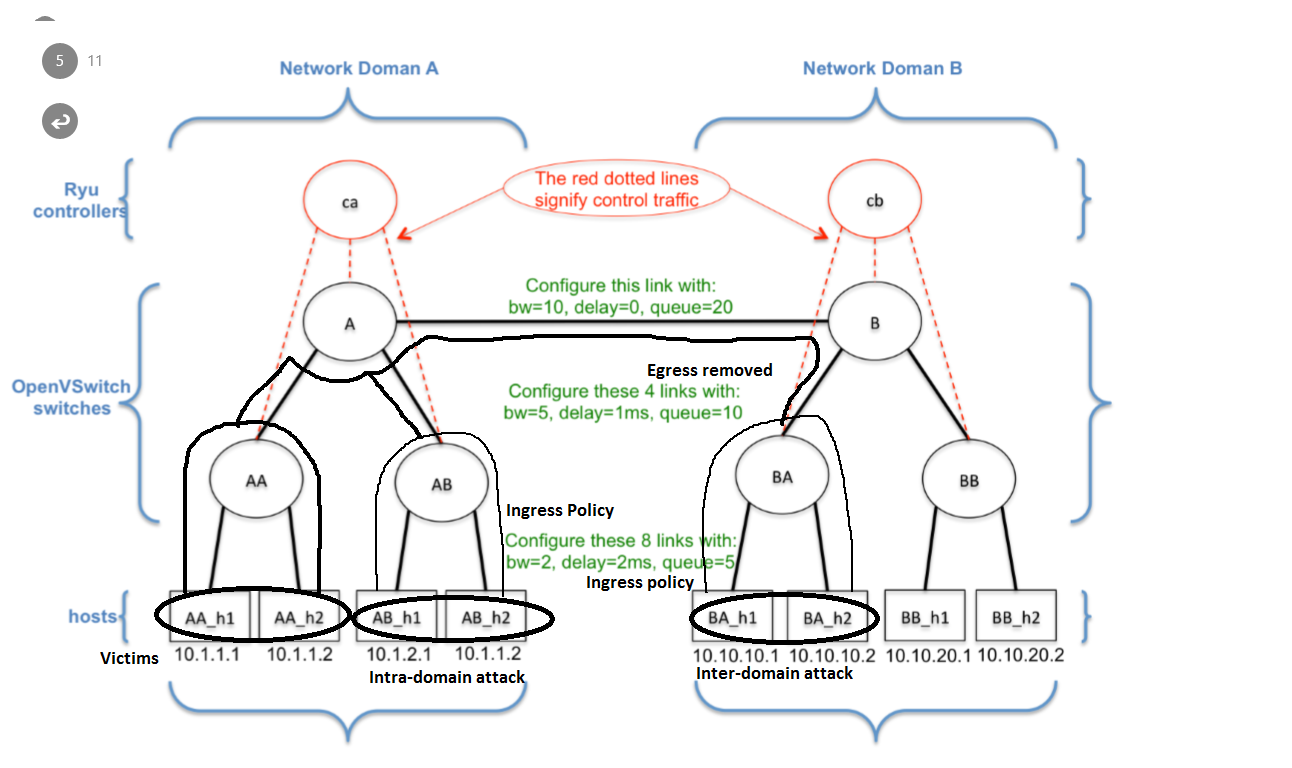 5 11
Network Doman A
Network Doman B
Ryu
controllers
ca
The red dotted lines
signify control traffic
cb
Configure this link with:
bw=10, delay=0, queue=20
A
B
OpenVSwitch
switches
Egress removed
Configure these 4 links with:
bw=5, delay=1ms, queue=10
AA
AB
BA
BB
Ingress Policy
Configure these 8 links with:
bw=2, delay=2ms, queue=5
Ingress policy
hosts
AA_h1
AA_h2
AB_h1
AB_h2
BA_h1
BA_h2
BB_h1
BB_h2
Victims
10.1.1.1
10.1.1.2
10.1.2.1
10.1.1.2
10.10.10.1
10.10.10.2
10.10.20.1
10.10.20.2
Intra-domain attack
Inter-domain attack